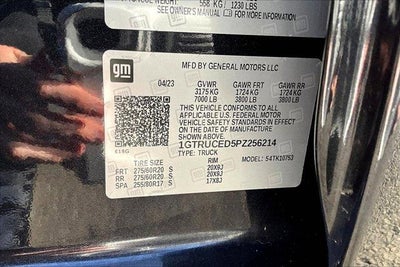 568 KG / 1230 LBS
SEE OWNER'S MANUAL FOR MORE INFORMATION
gm
MFD BY GENERAL MOTORS LLC
04/23 GVWR GAWR FRT GAWR RR
3175 KG 1724 KG 1724 KG
7000 LB 3800 LB 3800 LB
THIS VEHICLE CONFORMS TO ALL
APPLICABLE U.S. FEDERAL MOTOR
VEHICLE SAFETY STANDARDS IN
EFFECT ON THE DATE OF MANUFACTURE
SHOWN ABOVE.
1GTRUCED5PZ256214
TYPE: TRUCK MODEL: S4TK10753
TIRE SIZE RIM
FRT 275/60R20 S 20X9J
RR 275/60R20 S 20X9J
SPA 255/80R17 S 17X8J